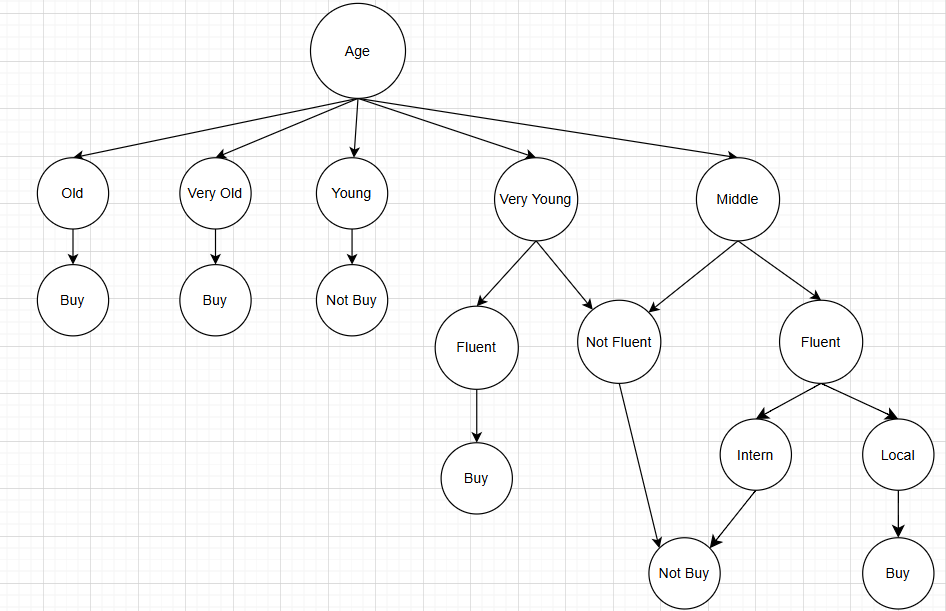 Age
Old
Very Old
Young
Very Young
Middle
Buy
Buy
Not Buy
Fluent
Not Fluent
Fluent
Intern
Local
Buy
Not Buy
Buy